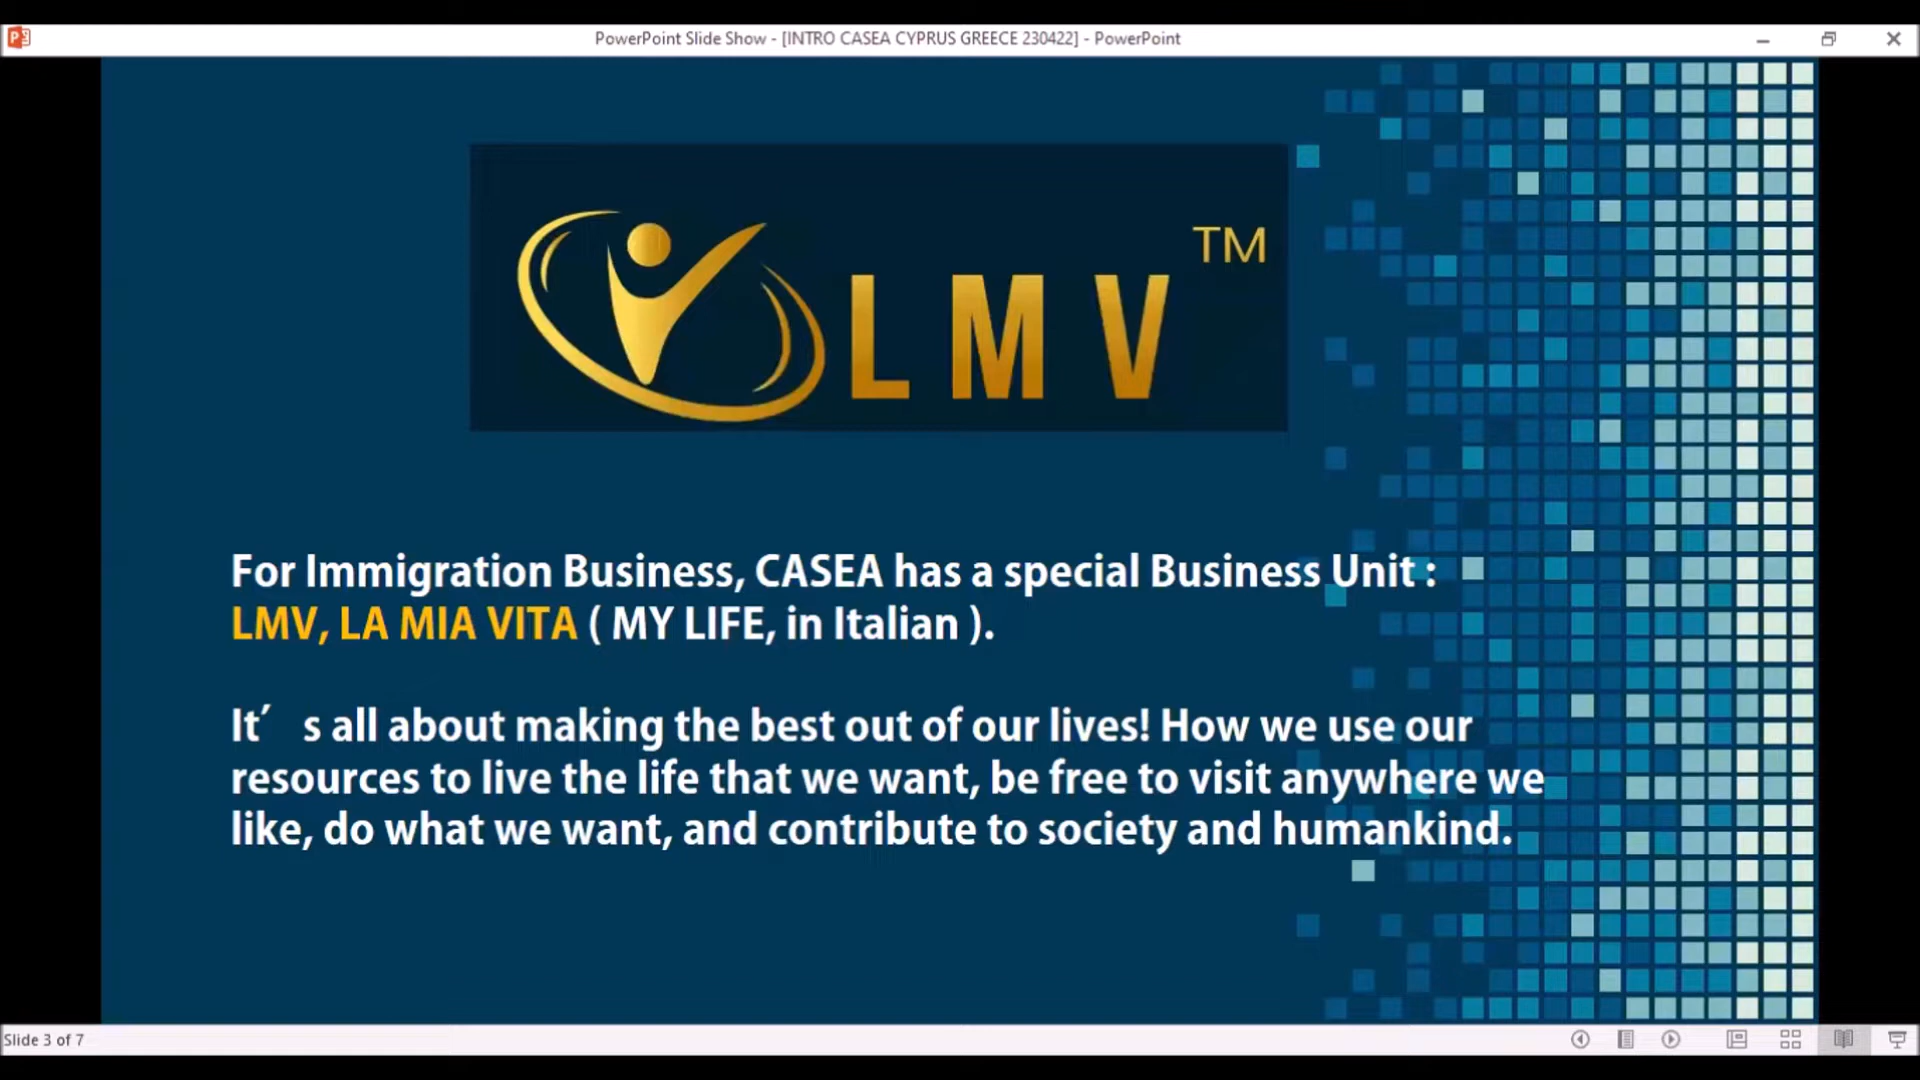 PowerPoint Slide Show - [INTRO CASEA CYPRUS GREECE 230422] - PowerPoint
LMV™
For Immigration Business, CASEA has a special Business Unit :
LMV, LA MIA VITA ( MY LIFE, in Italian ).
It′ s all about making the best out of our lives! How we use our
resources to live the life that we want, be free to visit anywhere we
like, do what we want, and contribute to society and humankind.
Slide 3 of 7